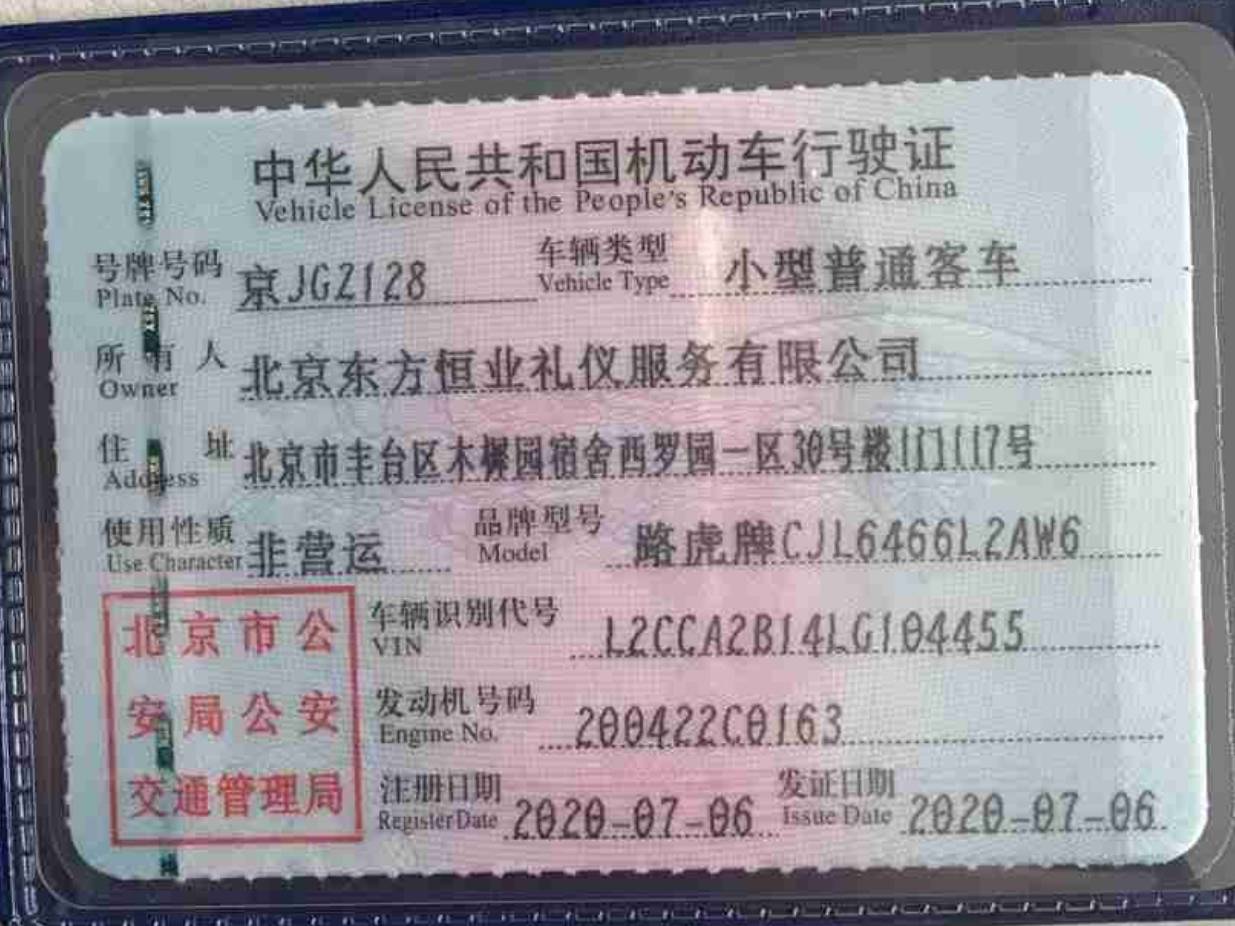 中华人民共和国机动车行驶证
Vehicle License of the People's Republic of China
号牌号码 京JG2128 车辆类型 小型普通客车
Plate No. Vehicle Type
所有人 北京东方恒业礼仪服务有限公司
Owner
住址 北京市丰台区木樨园宿舍西罗园一区30号楼
Address
使用性质 非营运 品牌型号 路虎牌CJL6466L2AW6
Use Character Model
北京市公
安局公安
交通管理局
车辆识别代号 L2CCA2B14LG104455
VIN
发动机号码 200422C0163
Engine No.
注册日期 2020-07-06 发证日期 2020-07-06
Register Date Issue Date